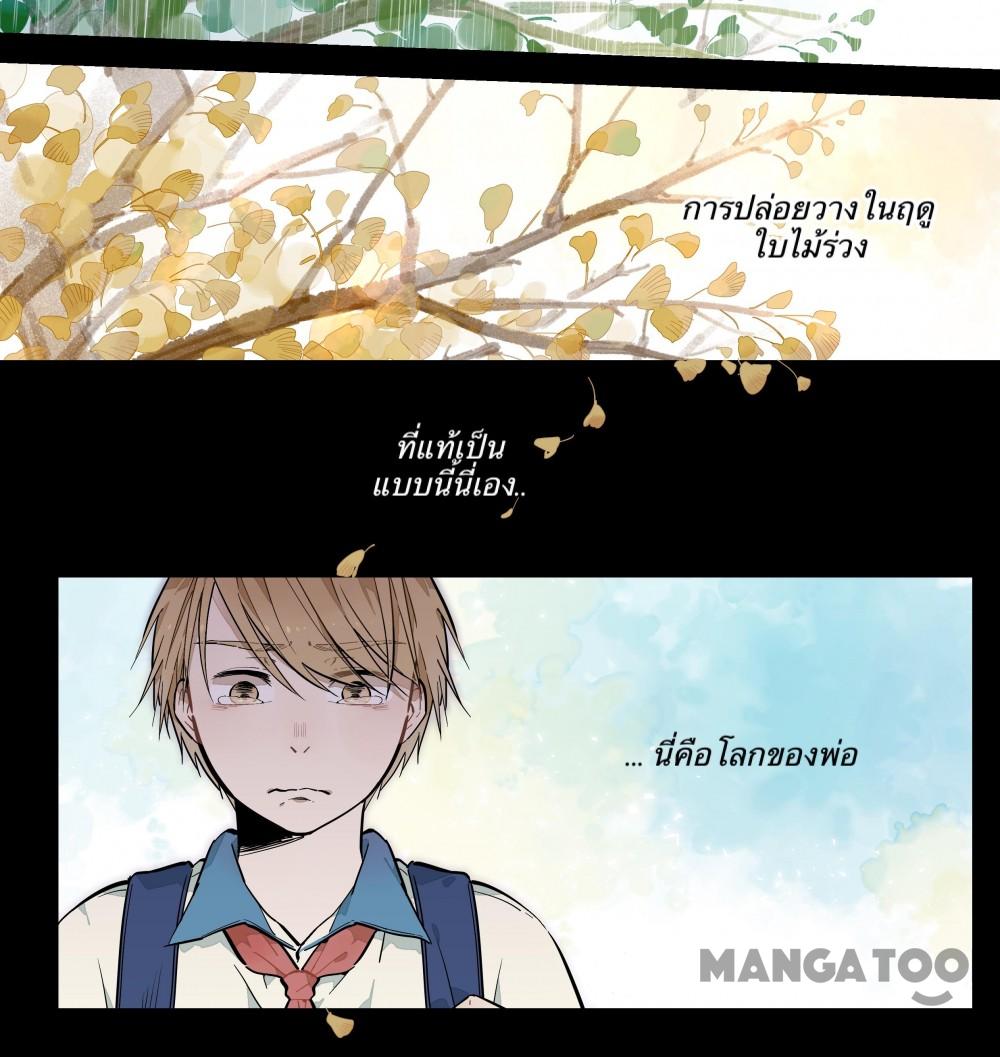 การปล่อยวางในฤดู
ใบไม้ร่วง
ที่แท้เป็น
แบบนี้นี่เอง..
... นี่คือโลกของพ่อ
MANGATOO